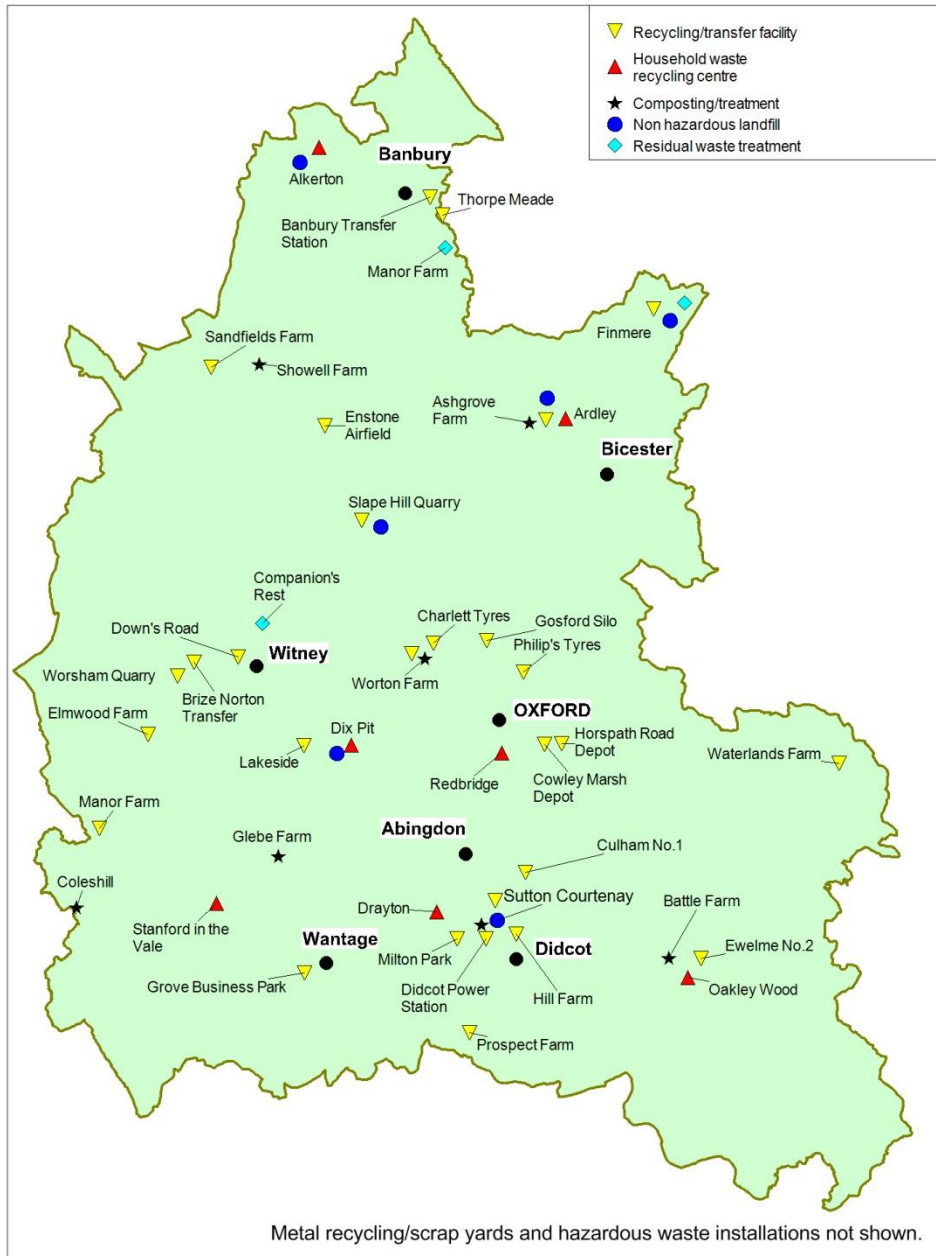 Recycling/transfer facility
Household waste
recycling centre
Composting/treatment
Non hazardous landfill
Residual waste treatment
Banbury
Alkerton
Thorpe Meade
Banbury Transfer
Station
Manor Farm
Finmere
Sandfields Farm
Showell Farm
Ashgrove
Farm
Ardley
Enstone
Airfield
Bicester
Slape Hill Quarry
Companion's
Rest
Charlett Tyres
Gosford Silo
Down's Road
Philip's Tyres
Witney
Worsham Quarry
Worton Farm
Brize Norton
Transfer
Elmwood Farm
OXFORD
Dix Pit
Horspath Road
Depot
Lakeside
Redbridge
Cowley Marsh
Depot
Waterlands Farm
Manor Farm
Abingdon
Glebe Farm
Culham No.1
Coleshill
Sutton Courtenay
Drayton
Battle Farm
Stanford in the
Vale
Wantage
Milton Park
Didcot
Ewelme No.2
Grove Business Park
Didcot Power
Station
Hill Farm
Oakley Wood
Prospect Farm
Metal recycling/scrap yards and hazardous waste installations not shown.